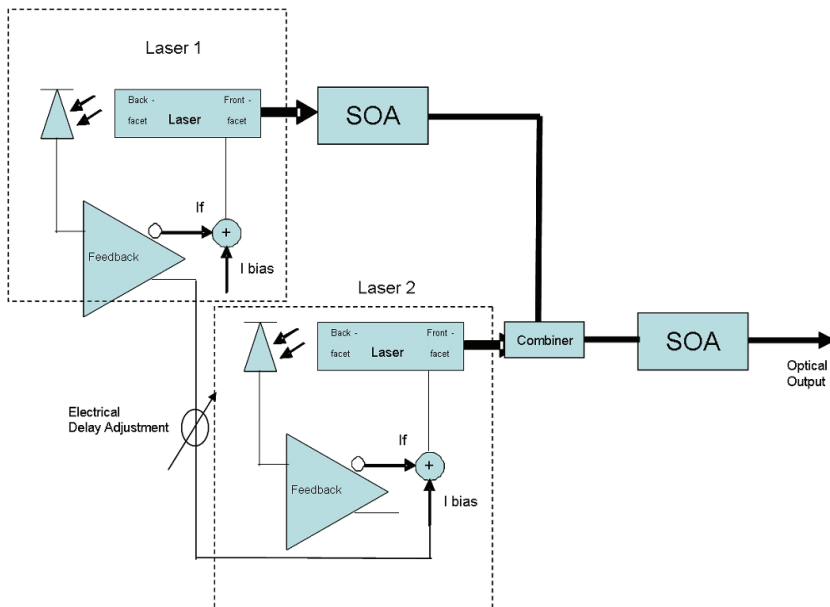 Laser 1
Back - Front -
facet Laser facet
SOA
If
+
Feedback
I bias
Laser 2
Back - Front -
facet Laser facet
Combiner
SOA
Optical
Output
Electrical
Delay Adjustment
If
+
Feedback
I bias